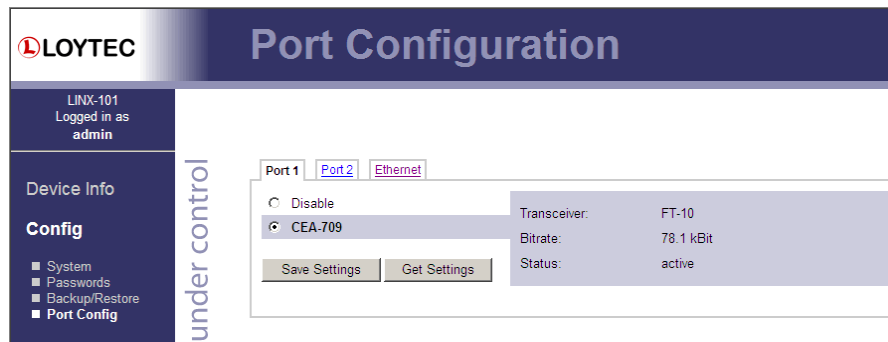 LOYTEC
Port Configuration
LINX-101
Logged in as
admin
Device Info
Config
System
Passwords
Backup/Restore
Port Config
under control
Port 1 Port 2 Ethernet
Disable
CEA-709
Save Settings Get Settings
Transceiver: FT-10
Bitrate: 78.1 kBit
Status: active